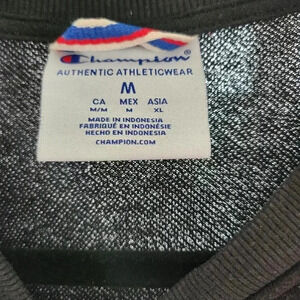 Champion
AUTHENTIC ATHLETICWEAR
M
CA MEX ASIA
M/M M XL
MADE IN INDONESIA
FABRIQUÉ EN INDONÉSIE
HECHO EN INDONESIA
CHAMPION.COM